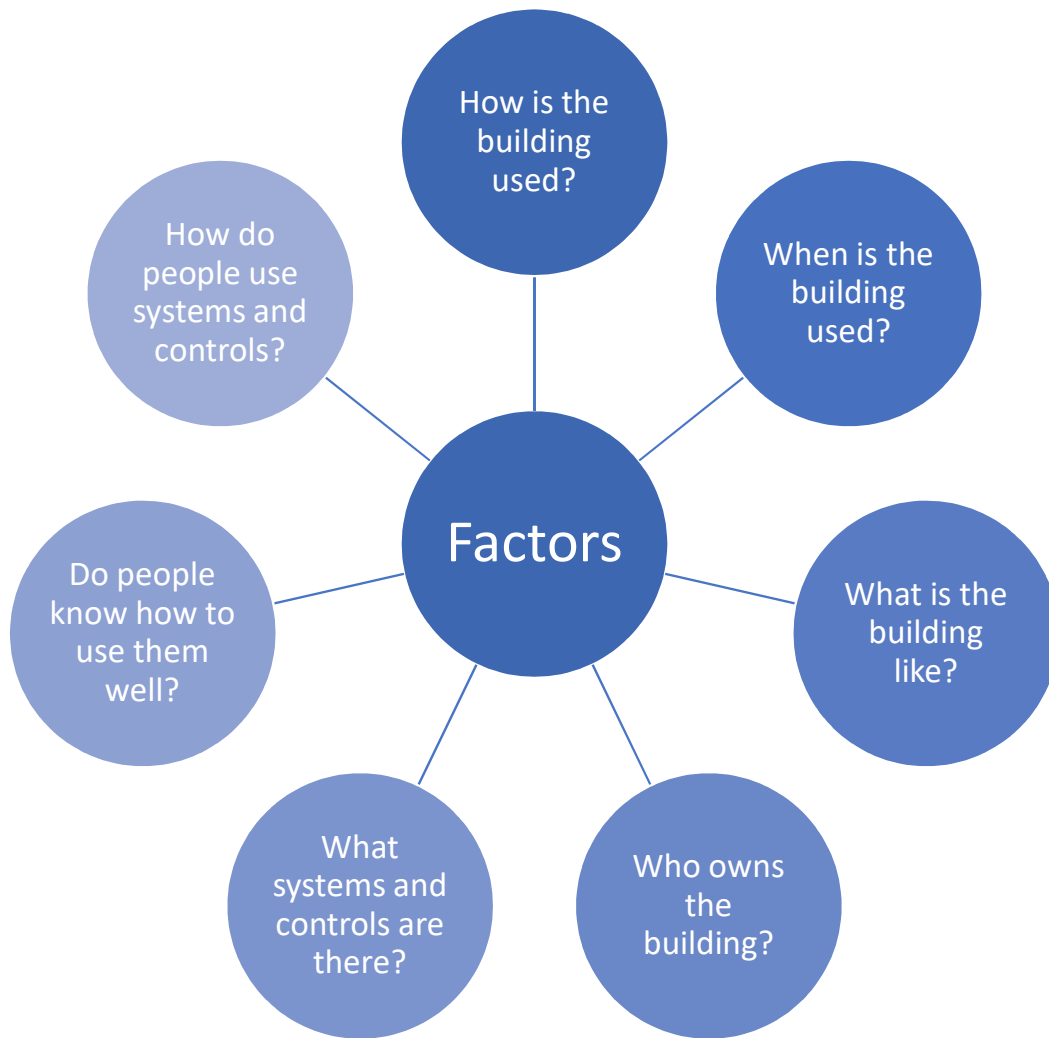 How is the
building
used?
When is the
building
used?
What is the
building
like?
Who owns
the
building?
What
systems and
controls are
there?
Do people
know how to
use them
well?
How do
people use
systems and
controls?
Factors